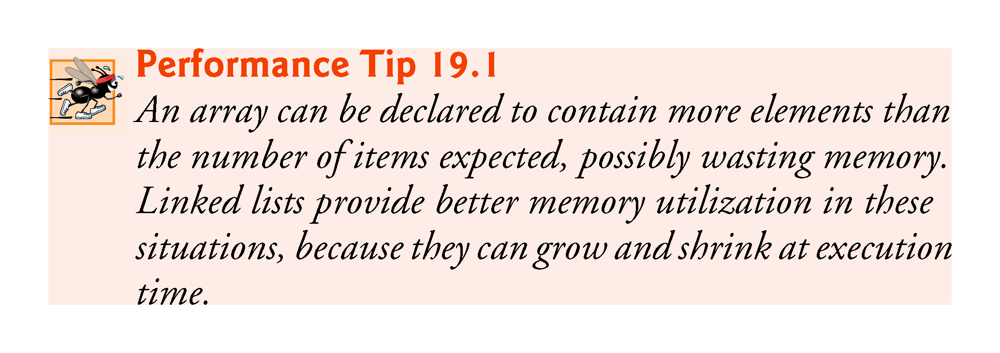 Performance Tip 19.1
An array can be declared to contain more elements than
the number of items expected, possibly wasting memory.
Linked lists provide better memory utilization in these
situations, because they can grow and shrink at execution
time.